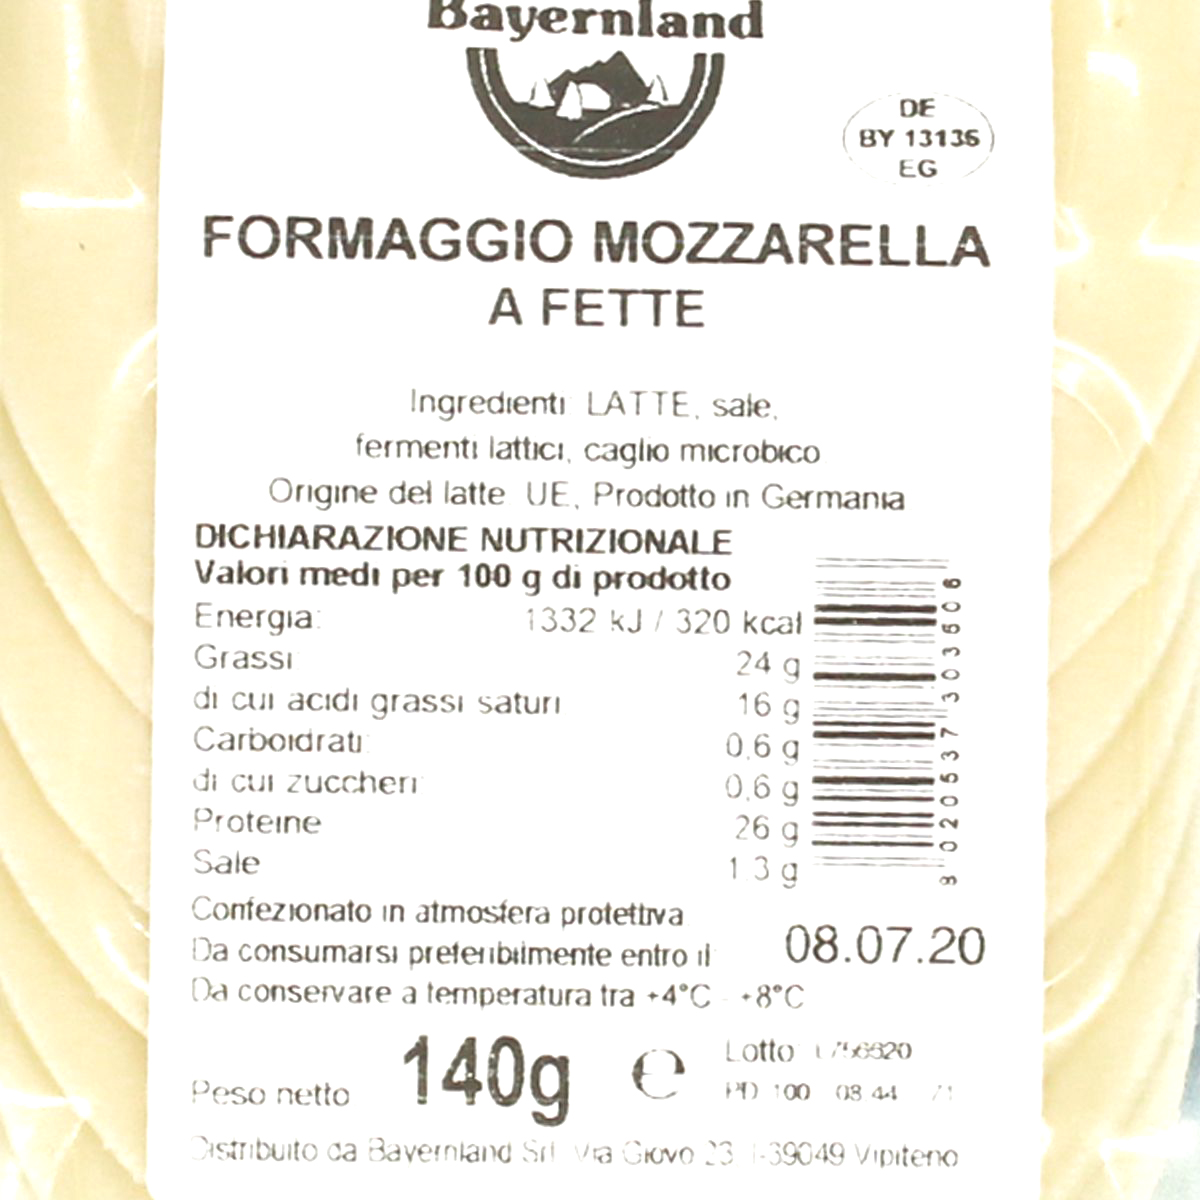 Bayernland
DE
BY 13136
EG
FORMAGGIO MOZZARELLA
A FETTE
Ingredienti LATTE, sale,
fermenti lattici, caglio microbico
Origine del latte UE, Prodotto in Germania
DICHIARAZIONE NUTRIZIONALE
Valori medi per 100 g di prodotto
Energia: 1332 kJ / 320 kcal
Grassi 24 g
di cui acidi grassi saturi 16 g
Carboidrati 0,6 g
di cui zuccheri 0,6 g
Proteine 26 g
Sale 1.3 g
Confezionato in atmosfera protettiva
Da consumarsi preferibilmente entro il 08.07.20
Da conservare a temperatura tra +4°C - +8°C
Peso netto 140g e
Lotto
100 08 44
Distribuito da Bayernland Srl Via Giovo 23 I-39049 Vipiteno